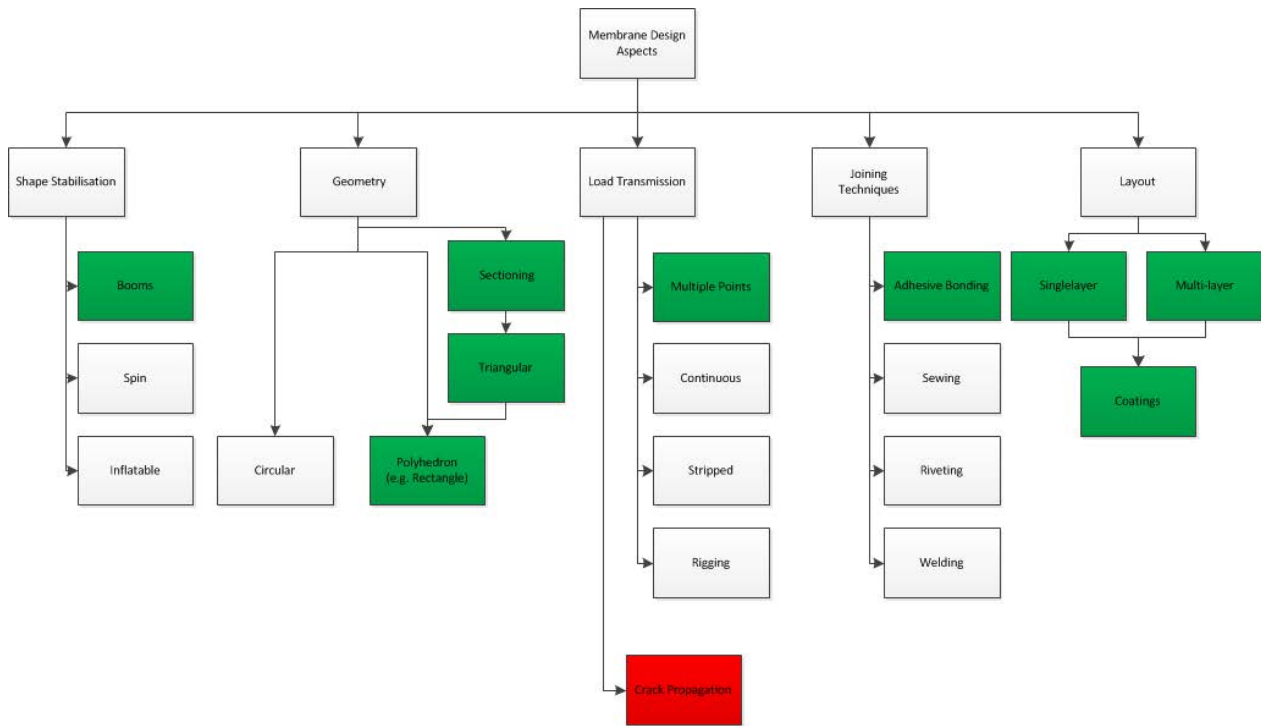 Membrane Design
Aspects
Shape Stabilisation
Geometry
Load Transmission
Joining
Techniques
Layout
Booms
Sectioning
Multiple Points
Adhesive Bonding
Singlelayer
Multi-layer
Spin
Triangular
Continuous
Sewing
Coatings
Inflatable
Circular
Polyhedron
(e.g. Rectangle)
Stripped
Riveting
Rigging
Welding
Crack Propagation